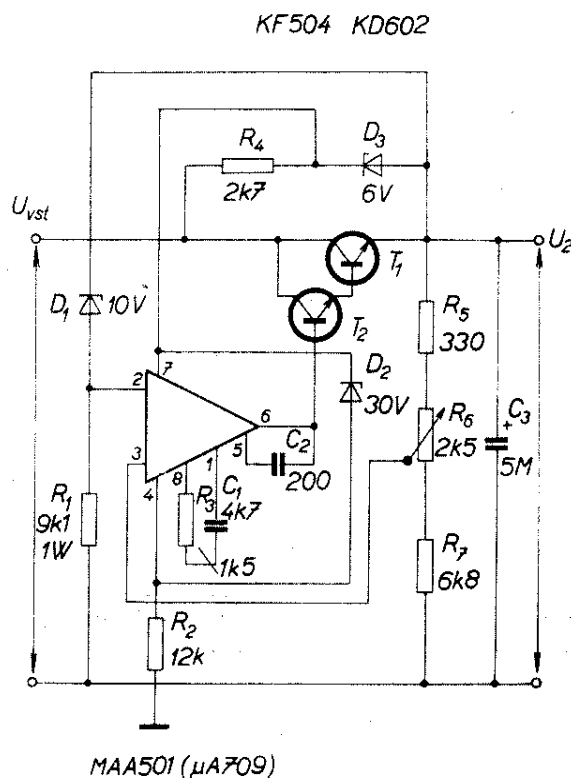 KF504 KD602
R4
2k7
D3
6V
Uvst
U2
T1
T2
D1 10V
R5
330
D2
30V
7
2
6
3
5
4
8
1
C2
200
R6
2k5
C3
+
5M
R1
9k1
1W
R3
C1
4k7
1k5
R7
6k8
R2
12k
MAA501 (μA709)